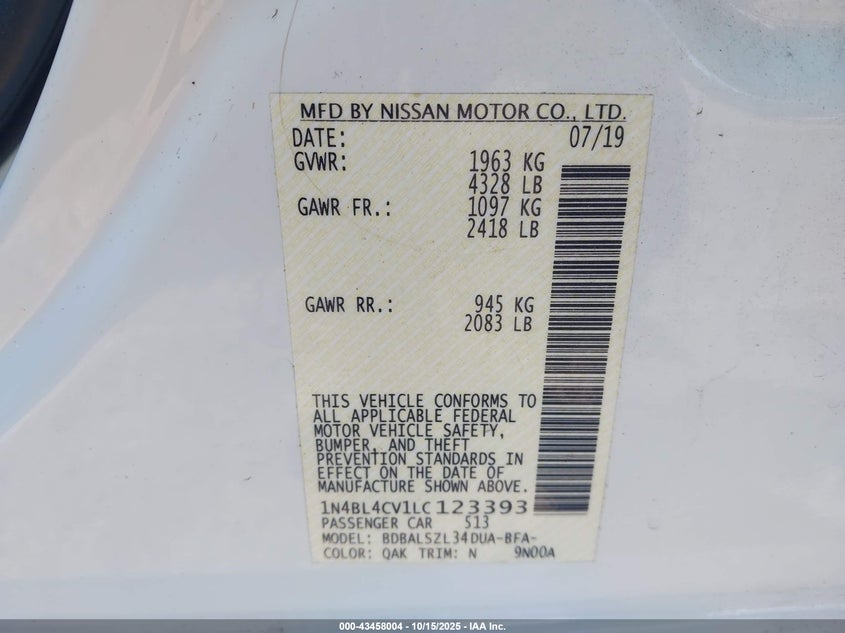 MFD BY NISSAN MOTOR CO., LTD.
DATE: 07/19
GVWR: 1963 KG
4328 LB
GAWR FR.: 1097 KG
2418 LB
GAWR RR.: 945 KG
2083 LB
THIS VEHICLE CONFORMS TO
ALL APPLICABLE FEDERAL
MOTOR VEHICLE SAFETY,
BUMPER, AND THEFT
PREVENTION STANDARDS IN
EFFECT ON THE DATE OF
MANUFACTURE SHOWN ABOVE.
1N4BL4CV1LC123393
PASSENGER CAR 513
MODEL: BDBALSZL34DUA-BFA-
COLOR: QAK TRIM: N 9N00A
000-43458004 - 10/15/2025 - IAA Inc.